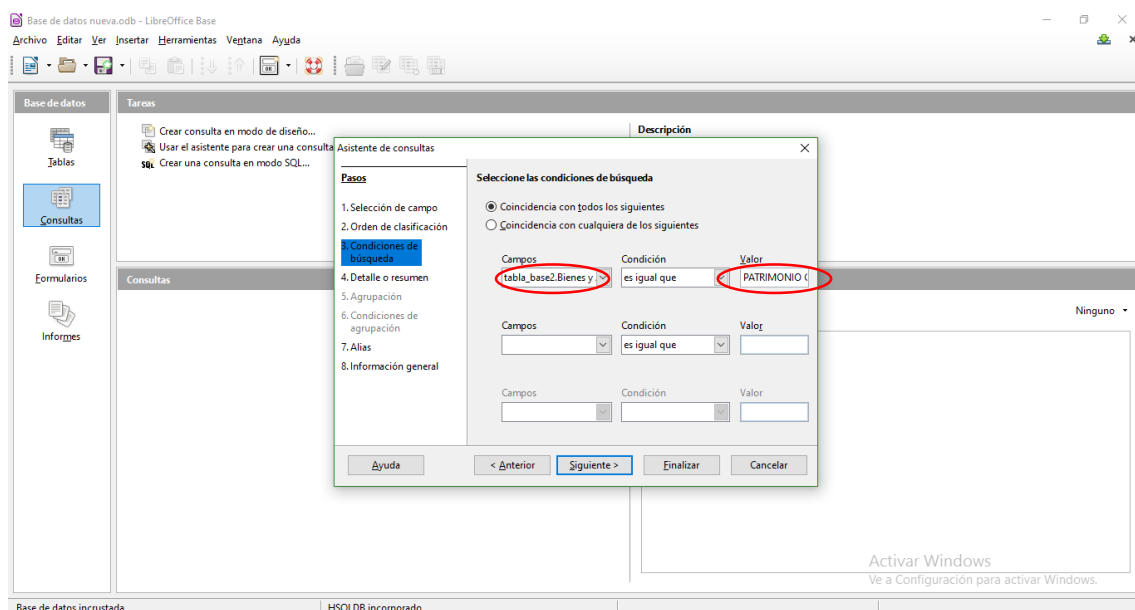 Base de datos nueva.odb - LibreOffice Base
Archivo Editar Ver Insertar Herramientas Ventana Ayuda
Base de datos
Tareas
Tablas
Consultas
Formularios
Informes
Crear consulta en modo de diseño...
Usar el asistente para crear una consulta
SQL Crear una consulta en modo SQL...
Descripción
Consultas
Ninguno
Asistente de consultas
Pasos
1. Selección de campo
2. Orden de clasificación
3. Condiciones de
búsqueda
4. Detalle o resumen
5. Agrupación
6. Condiciones de
agrupación
7. Alias
8. Información general
Seleccione las condiciones de búsqueda
Coincidencia con todos los siguientes
Coincidencia con cualquiera de los siguientes
Campos Condición Valor
tabla_base2.Bienes y es igual que PATRIMONIO
Campos Condición Valor
es igual que
Campos Condición Valor
Ayuda < Anterior Siguiente > Finalizar Cancelar
Activar Windows
Ve a Configuración para activar Windows.
Base de datos incrustada HSQLDB incorporado